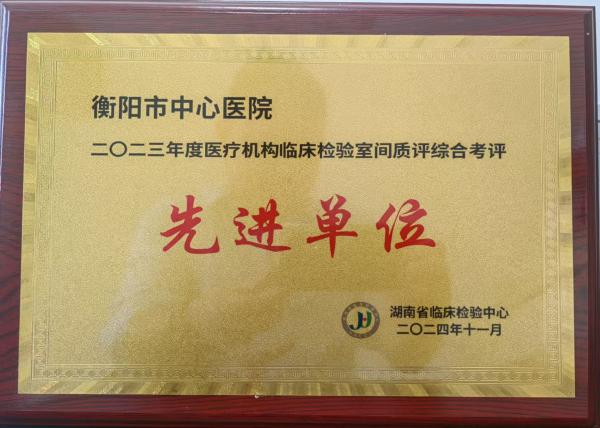 衡阳市中心医院
二〇二三年度医疗机构临床检验室间质评综合考评
先进单位
湖南省临床检验中心
二〇二四年十一月